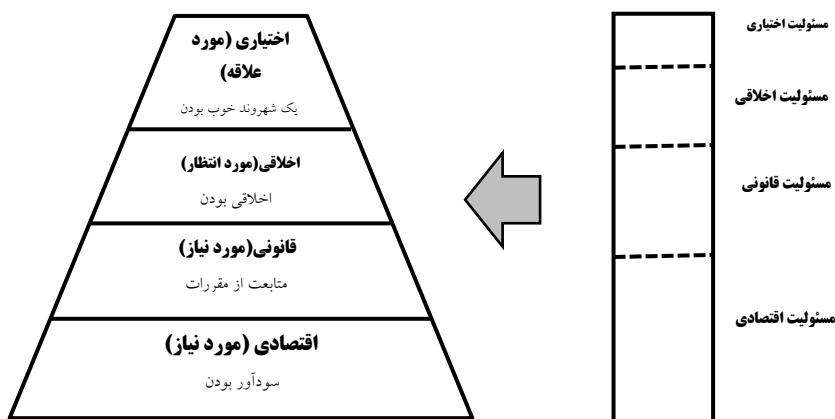 مسئولیت اختیاری
مسئولیت اخلاقی
مسئولیت قانونی
مسئولیت اقتصادی
اختیاری (مورد
علاقه)
یک شهروند خوب بودن
اخلاقی(مورد انتظار)
اخلاقی بودن
قانونی(مورد نیاز)
متابعت از مقررات
اقتصادی (مورد نیاز)
سودآور بودن